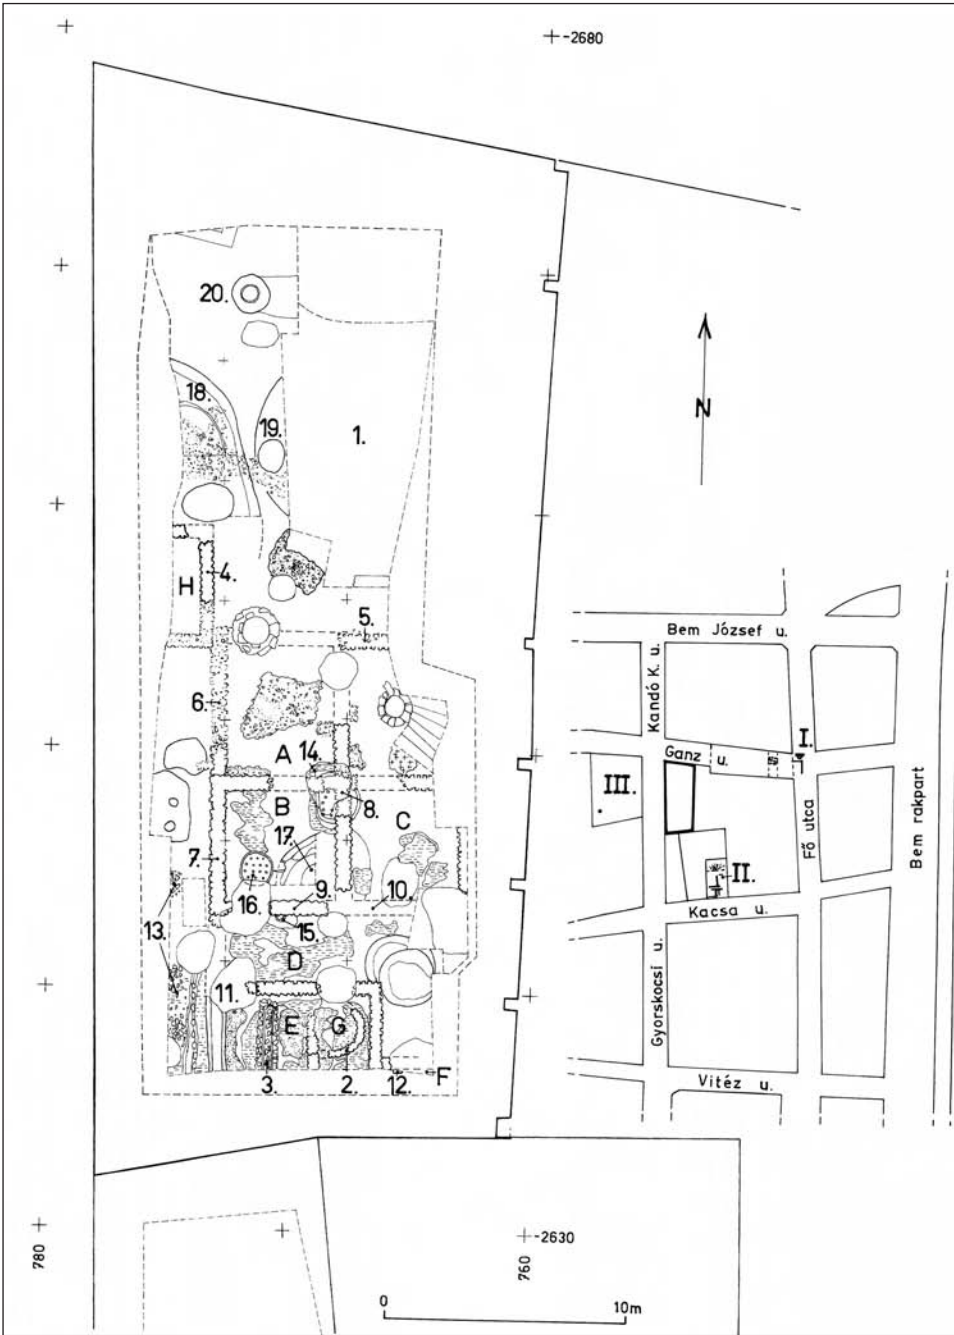 -2680
20.
18.
19.
1.
N
4.
H
5.
Bem József u.
Kandó K. u.
6.
I.
Ganz u.
A
14.
III.
B
8.
C
Fő utca
Bem rakpart
17.
7.
II.
9.
10.
16.
15.
Kacsa u.
13.
D
11.
Gyorskocsi u.
E
G
3.
2.
12.
F
Vitéz u.
-2630
780
760
0
10m